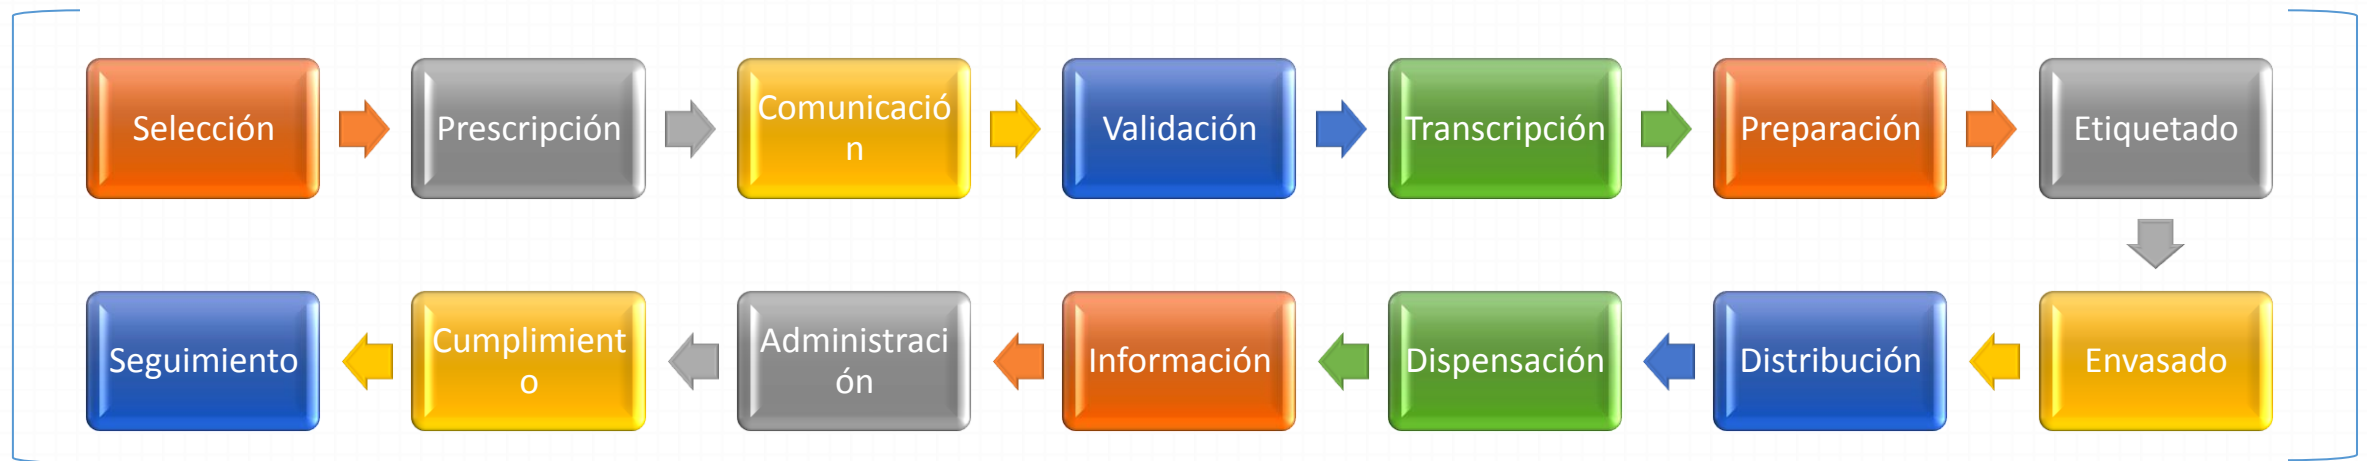 Selección
Prescripción
Comunicació
n
Validación
Transcripción
Preparación
Etiquetado
Envasado
Distribución
Dispensación
Información
Administraci
ón
Cumplimient
o
Seguimiento